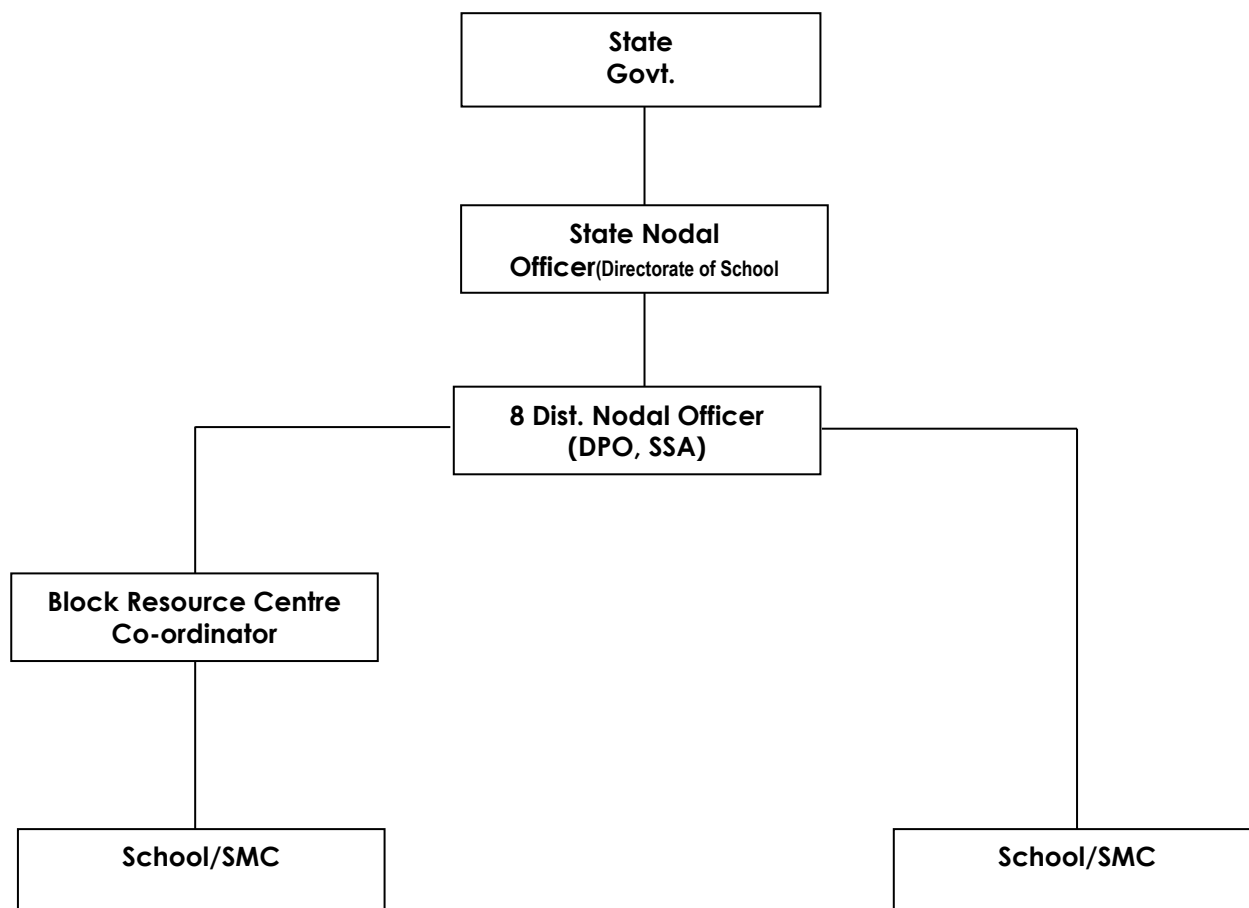 State
Govt.
State Nodal
Officer(Directorate of School
8 Dist. Nodal Officer
(DPO, SSA)
Block Resource Centre
Co-ordinator
School/SMC
School/SMC